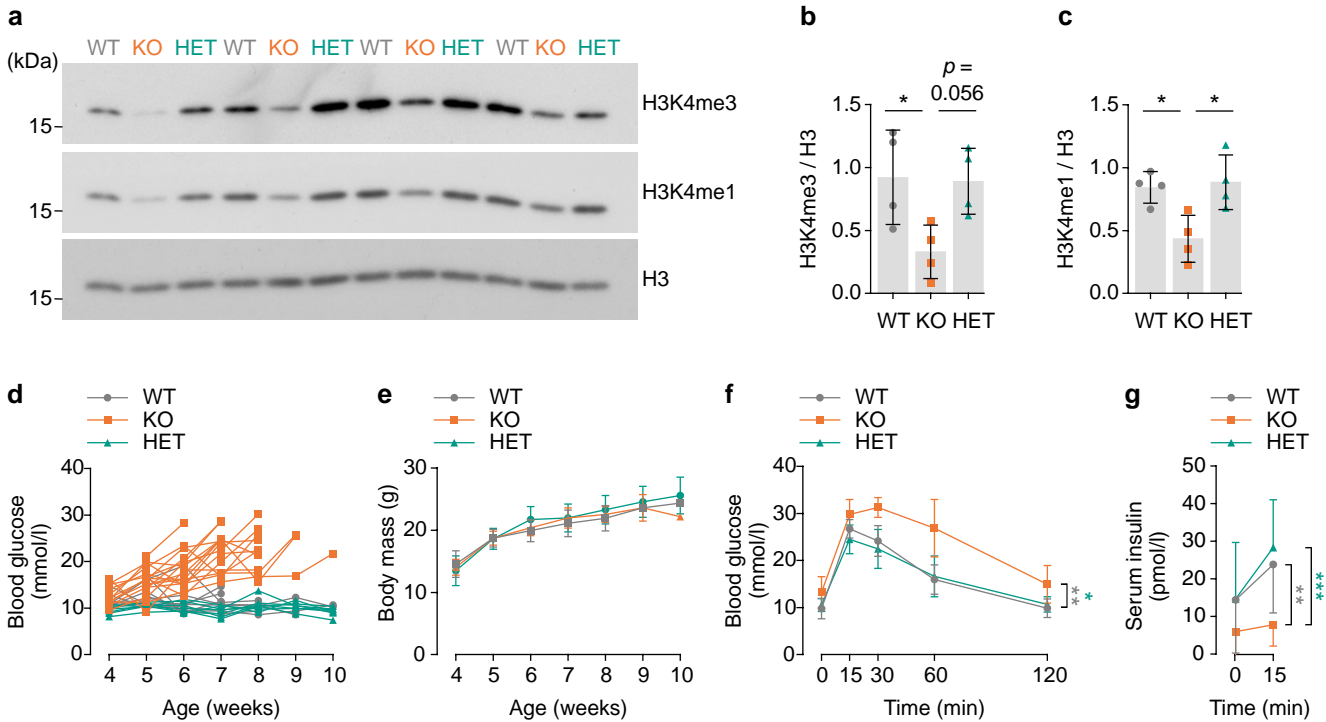 a
WT KO HET WT KO HET WT KO HET WT KO HET
(kDa)
H3K4me3
15
H3K4me1
15
H3
15
b
p =
0.056
*
H3K4me3 / H3
1.5
1.0
0.5
0.0
WT KO HET
c
* *
H3K4me1 / H3
1.5
1.0
0.5
0.0
WT KO HET
d
WT
KO
HET
Blood glucose
(mmol/l)
40
30
20
10
0
4 5 6 7 8 9 10
Age (weeks)
e
WT
KO
HET
Body mass (g)
30
20
10
0
4 5 6 7 8 9 10
Age (weeks)
f
WT
KO
HET
Blood glucose
(mmol/l)
40
30
20
10
0
0 15 30 60 120
Time (min)
**
*
g
WT
KO
HET
Serum insulin
(pmol/l)
50
40
30
20
10
0
0 15
Time (min)
**
***